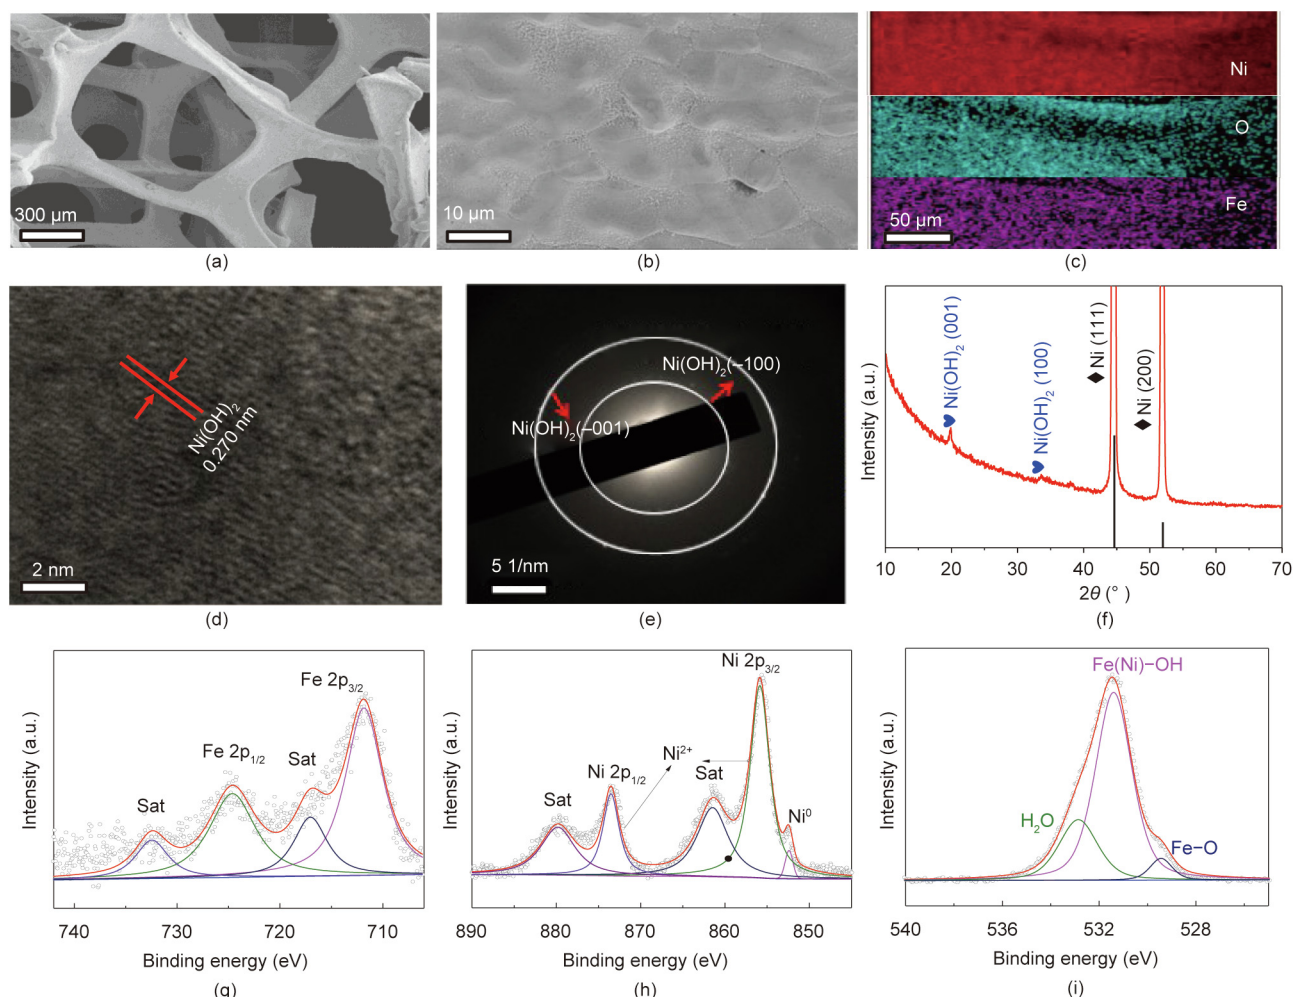 300 µm
(a)
10 µm
(b)
Ni
O
Fe
50 µm
(c)
Ni(OH)2
0.270 nm
2 nm
(d)
Ni(OH)2(−100)
Ni(OH)2(−001)
5 1/nm
(e)
Intensity (a.u.)
Ni(OH)2 (001)
Ni(OH)2 (100)
Ni (111)
Ni (200)
10 20 30 40 50 60 70
2θ (°)
(f)
Intensity (a.u.)
Sat
Fe 2p1/2
Sat
Fe 2p3/2
740 730 720 710
Binding energy (eV)
(g)
Intensity (a.u.)
Sat
Ni 2p1/2
Ni2+
Sat
Ni 2p3/2
Ni0
890 880 870 860 850
Binding energy (eV)
(h)
Intensity (a.u.)
Fe(Ni)−OH
H2O
Fe−O
540 536 532 528
Binding energy (eV)
(i)